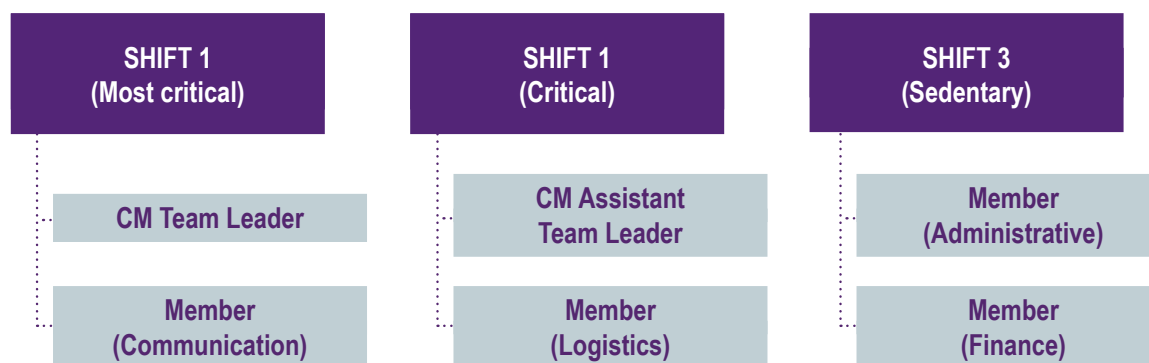 SHIFT 1
(Most critical)
CM Team Leader
Member
(Communication)
SHIFT 1
(Critical)
CM Assistant
Team Leader
Member
(Logistics)
SHIFT 3
(Sedentary)
Member
(Administrative)
Member
(Finance)